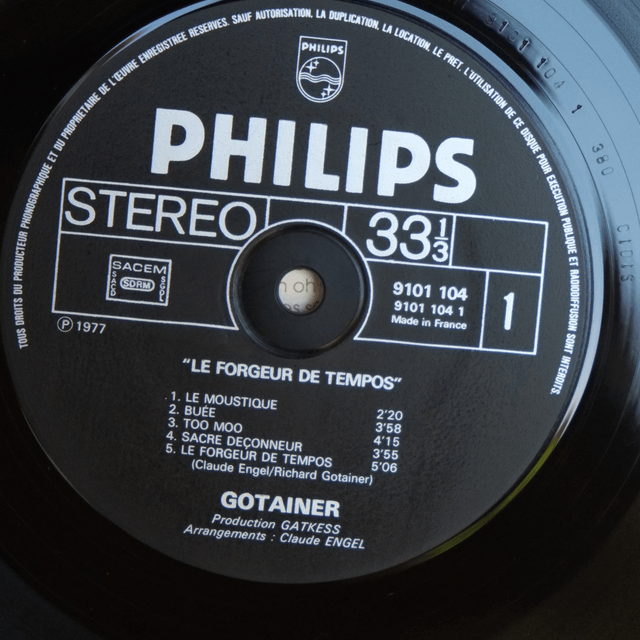 TOUS DROITS DU PRODUCTEUR PHONOGRAPHIQUE ET DU PROPRIETAIRE DE L'ŒUVRE ENREGISTREE RESERVES. SAUF AUTORISATION, LA DUPLICATION, LA LOCATION, LE PRET, L'UTILISATION DE CE DISQUE POUR EXECUTION PUBLIQUE ET RADIODIFFUSION SONT INTERDITS.
PHILIPS
PHILIPS
STEREO
33 1/3
SACEM
SACD
SDRM
SGDL
9101 104
9101 104 1
Made in France
1
℗ 1977
"LE FORGEUR DE TEMPOS"
1. LE MOUSTIQUE 2'20
2. BUÉE 3'58
3. TOO MOO 4'15
4. SACRE DEÇONNEUR 3'55
5. LE FORGEUR DE TEMPOS 5'06
(Claude Engel/Richard Gotainer)
GOTAINER
Production GATKESS
Arrangements : Claude ENGEL